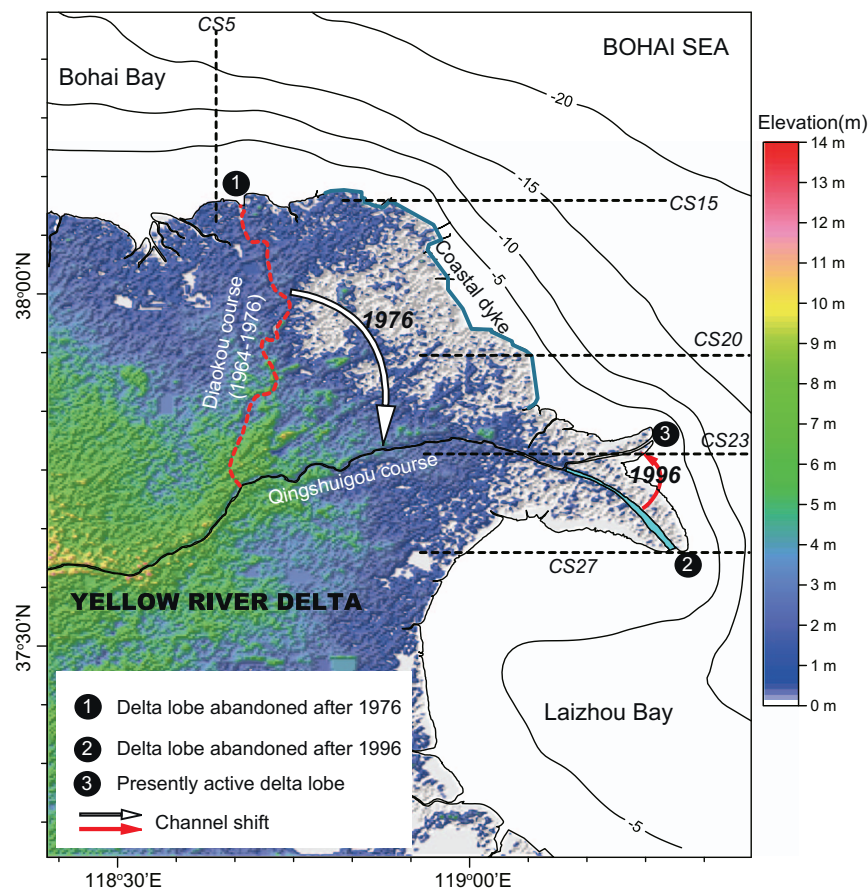 CS5
BOHAI SEA
Bohai Bay
-20
Elevation(m)
14 m
13 m
12 m
11 m
10 m
9 m
8 m
7 m
6 m
5 m
4 m
3 m
2 m
1 m
0 m
1
-15
CS15
-10
-5
Coastal dyke
38°00'N
1976
Diaokou course
(1964-1976)
CS20
3
CS23
1996
Qingshuigou course
CS27
2
YELLOW RIVER DELTA
37°30'N
Laizhou Bay
1 Delta lobe abandoned after 1976
2 Delta lobe abandoned after 1996
3 Presently active delta lobe
Channel shift
-5
118°30'E
119°00'E